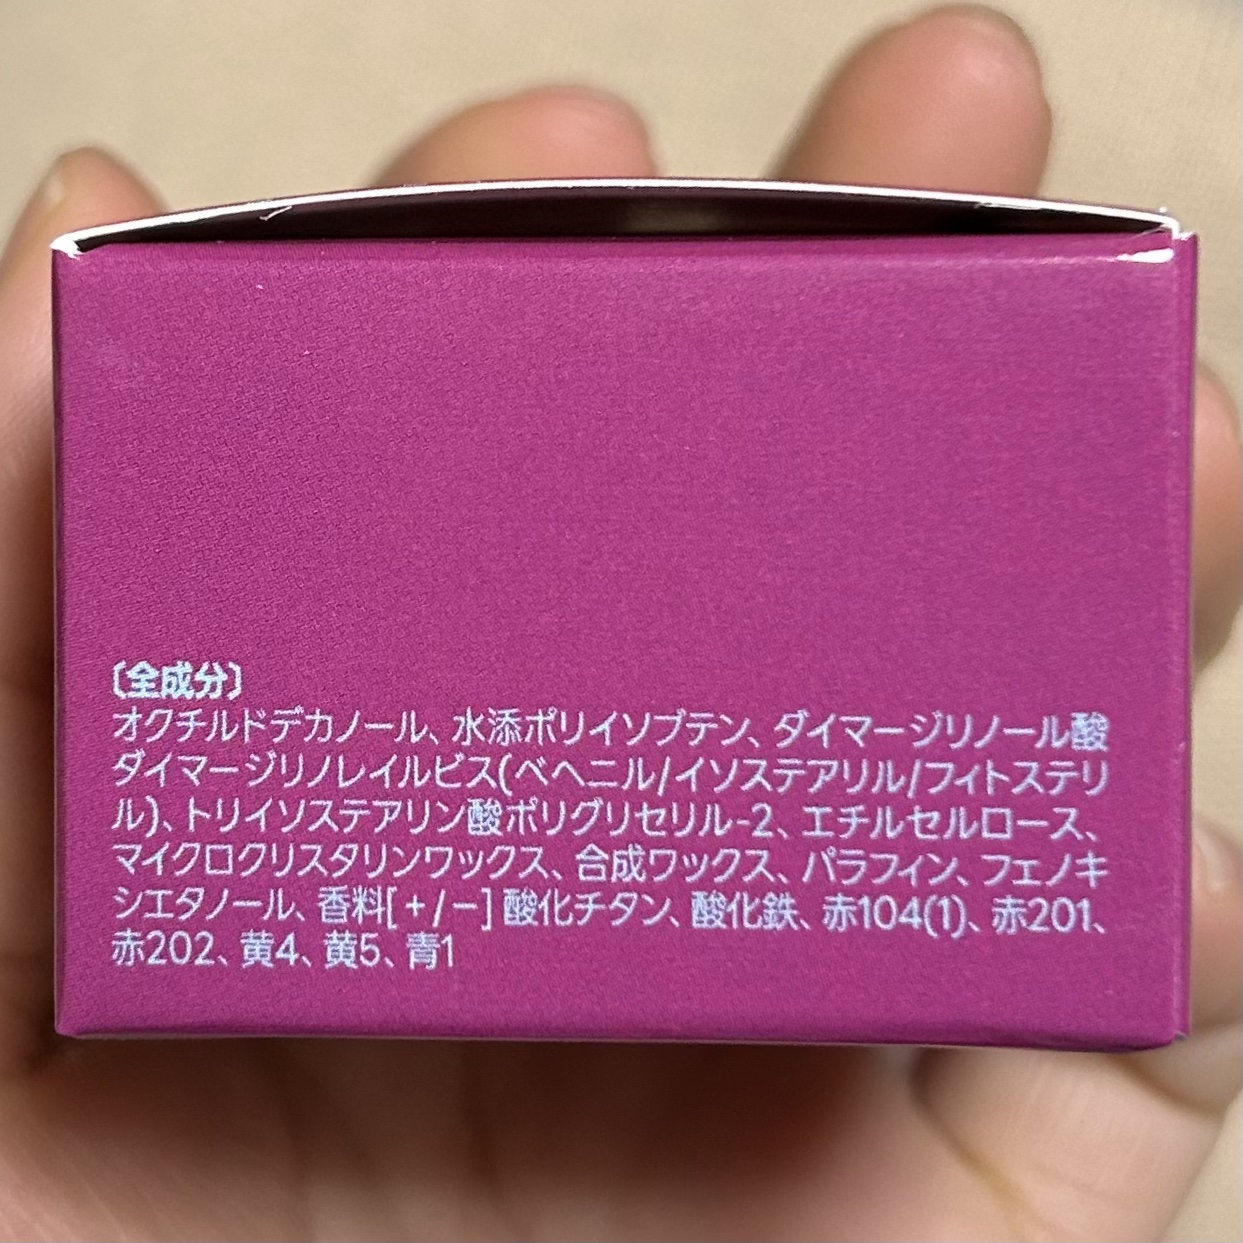 〔全成分〕
オクチルドデカノール、水添ポリイソブテン、ダイマージリノール酸
ダイマージリノレイルビス(ベヘニル/イソステアリル/フィトステリ
ル)、トリイソステアリン酸ポリグリセリル-2、エチルセルロース、
マイクロクリスタリンワックス、合成ワックス、パラフィン、フェノキ
シエタノール、香料[+/−]酸化チタン、酸化鉄、赤104(1)、赤201、
赤202、黄4、黄5、青1